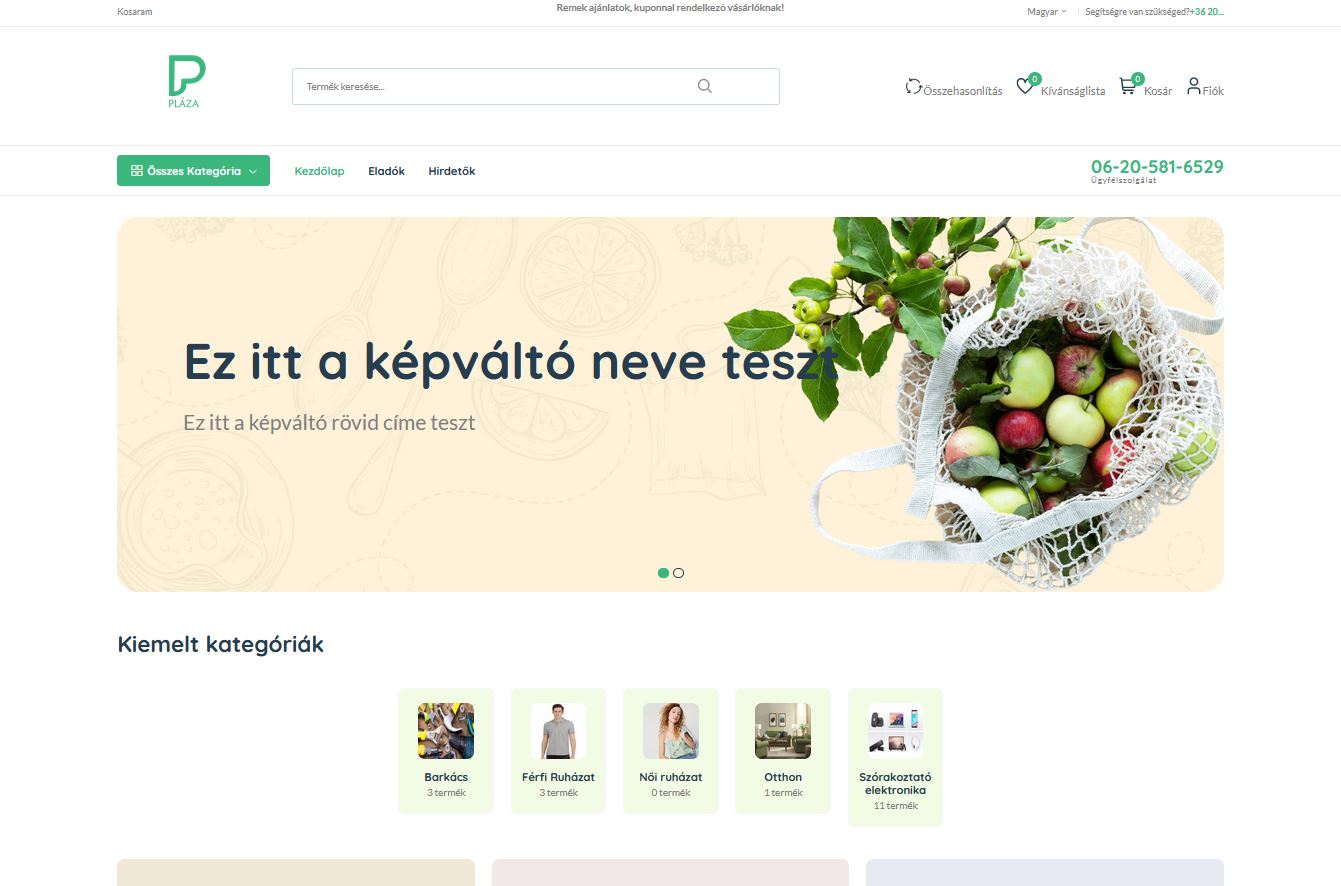 Kosaram
Remek ajánlatok, kuponnal rendelkező vásárlóknak!
Magyar
Segítségre van szükséged?+36 20...
PLÁZA
Termék keresése...
Összehasonlítás
0
Kívánságlista
0
Kosár
Fiók
Összes Kategória
Kezdőlap
Eladók
Hirdetők
06-20-581-6529
Ügyfélszolgálat
Ez itt a képváltó neve teszt
Ez itt a képváltó rövid címe teszt
Kiemelt kategóriák
Barkács
3 termék
Férfi Ruházat
3 termék
Női ruházat
0 termék
Otthon
1 termék
Szórakoztató
elektronika
11 termék